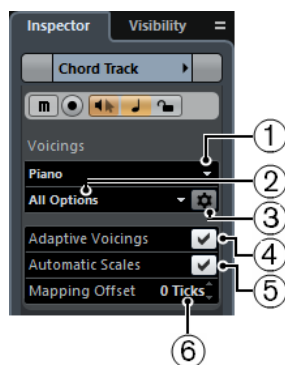 Inspector Visibility
Chord Track
m
Voicings
Piano
All Options
Adaptive Voicings
Automatic Scales
Mapping Offset 0 Ticks
1
2
3
4
5
6